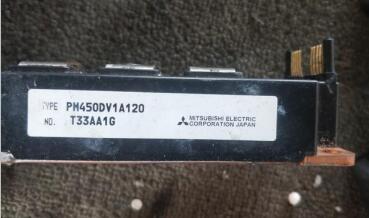 TYPE PM450DV1A120
NO. T33AA1G
MITSUBISHI ELECTRIC
CORPORATION JAPAN